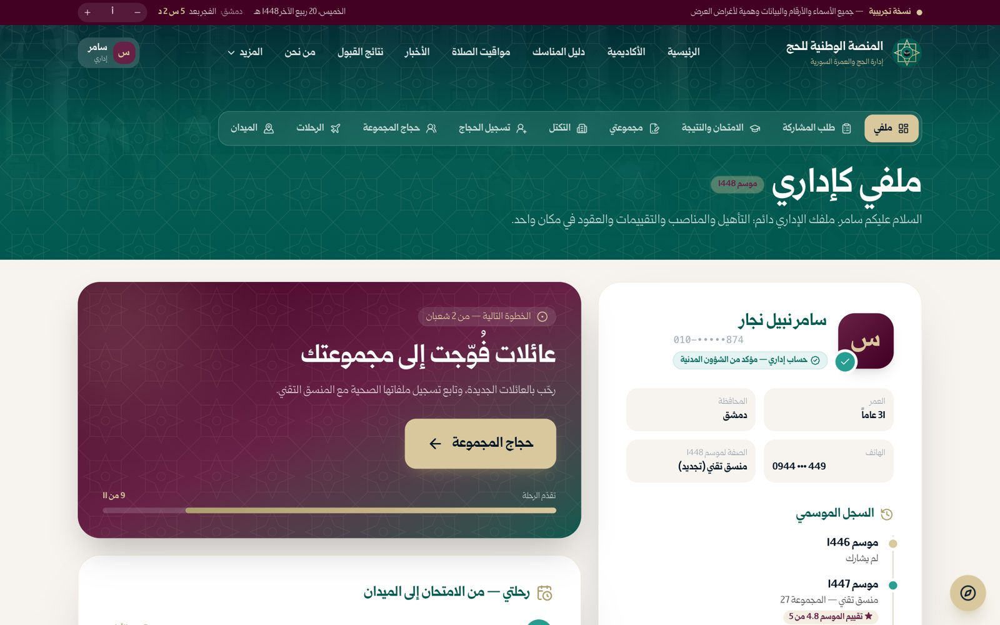 نسخة تجريبية — جميع الأسماء والأرقام والبيانات وهمية لأغراض العرض
الخميس، 20 ربيع الآخر 1448 هـ
دمشق: الفجر بعد 5 س 2 د
− أ +
المنصة الوطنية للحج
إدارة الحج والعمرة السورية
الرئيسية
الأكاديمية
دليل المناسك
مواقيت الصلاة
الأخبار
نتائج القبول
من نحن
المزيد
س
سامر
إداري
ملفي
طلب المشاركة
الامتحان والنتيجة
مجموعتي
التكتل
تسجيل الحجاج
حجاج المجموعة
الرحلات
الميدان
ملفي كإداري
موسم 1448
السلام عليكم سامر. ملفك الإداري دائم: التأهيل والمناصب والتقييمات والعقود في مكان واحد.
س
سامر نبيل نجار
010-•••••874
حساب إداري — مؤكد من الشؤون المدنية
العمر
31 عاماً
المحافظة
دمشق
الهاتف
0944 ••• 449
الصفة لموسم 1448
منسق تقني (تجديد)
السجل الموسمي
موسم 1446
لم يشارك
موسم 1447
منسق تقني — المجموعة 27
★ تقييم الموسم 4.8 من 5
الخطوة التالية — من 2 شعبان
عائلات فُوّجت إلى مجموعتك
رحّب بالعائلات الجديدة، وتابع تسجيل ملفاتها الصحية مع المنسق التقني.
حجاج المجموعة
تقدّم الرحلة
9 من 11
رحلتي — من الامتحان إلى الميدان